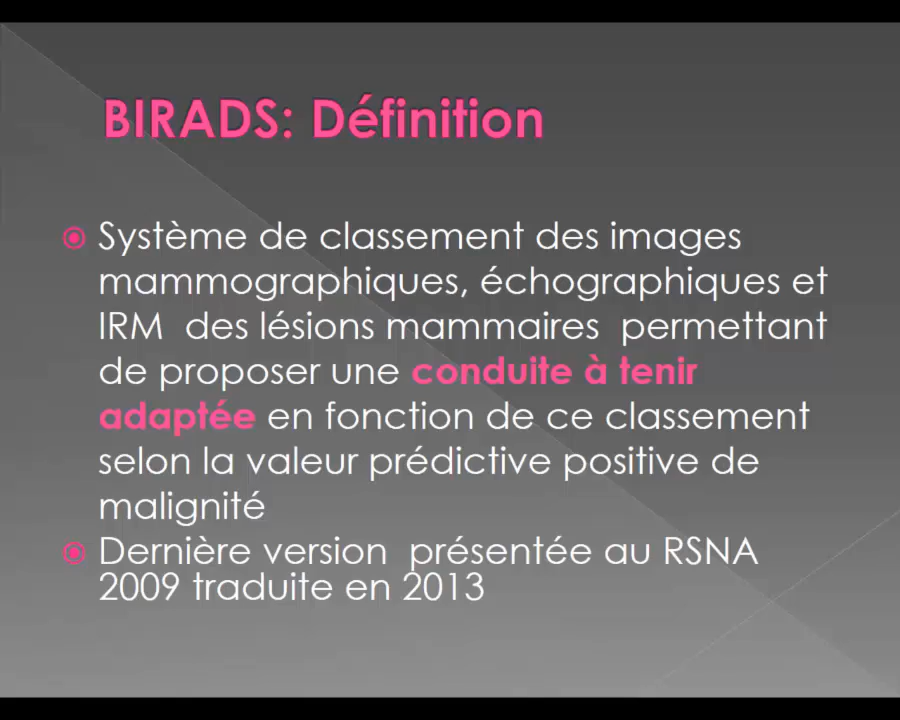 BIRADS: Définition
Système de classement des images
mammographiques, échographiques et
IRM des lésions mammaires permettant
de proposer une conduite à tenir
adaptée en fonction de ce classement
selon la valeur prédictive positive de
malignité
Dernière version présentée au RSNA
2009 traduite en 2013